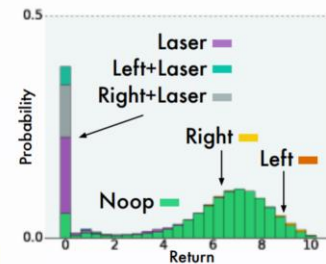 0.5
Laser
Left+Laser
Right+Laser
Probability
Right
Left
Noop
0.0
0 2 4 6 8 10
Return